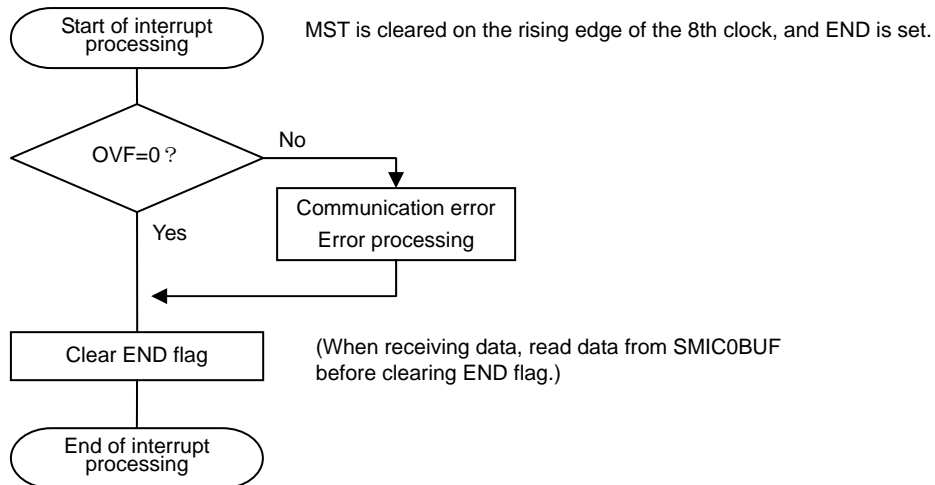 Start of interrupt
processing
MST is cleared on the rising edge of the 8th clock, and END is set.
OVF=0？
No
Communication error
Error processing
Yes
Clear END flag
(When receiving data, read data from SMIC0BUF
before clearing END flag.)
End of interrupt
processing